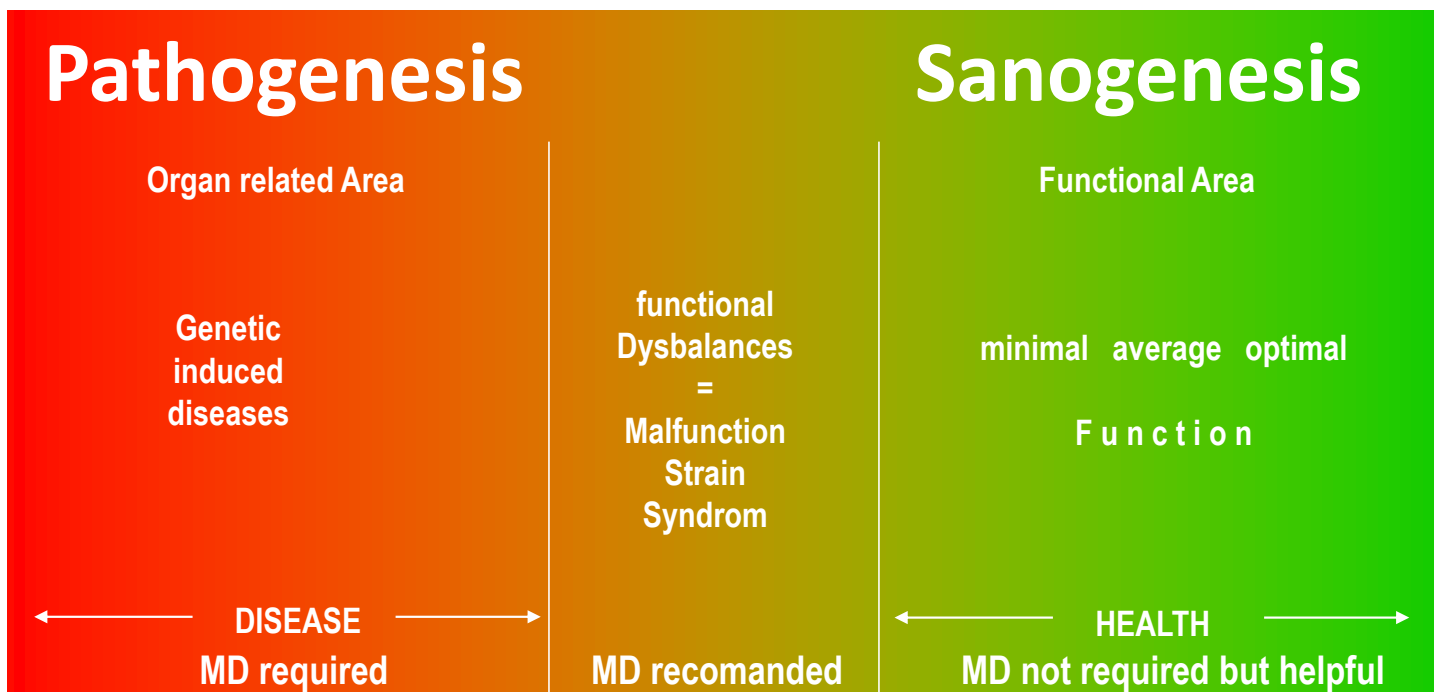 Pathogenesis
Sanogenesis
Organ related Area
Functional Area
Genetic
induced
diseases
functional
Dysbalances
=
Malfunction
Strain
Syndrom
minimal average optimal
Function
DISEASE
MD required
MD recomanded
HEALTH
MD not required but helpful